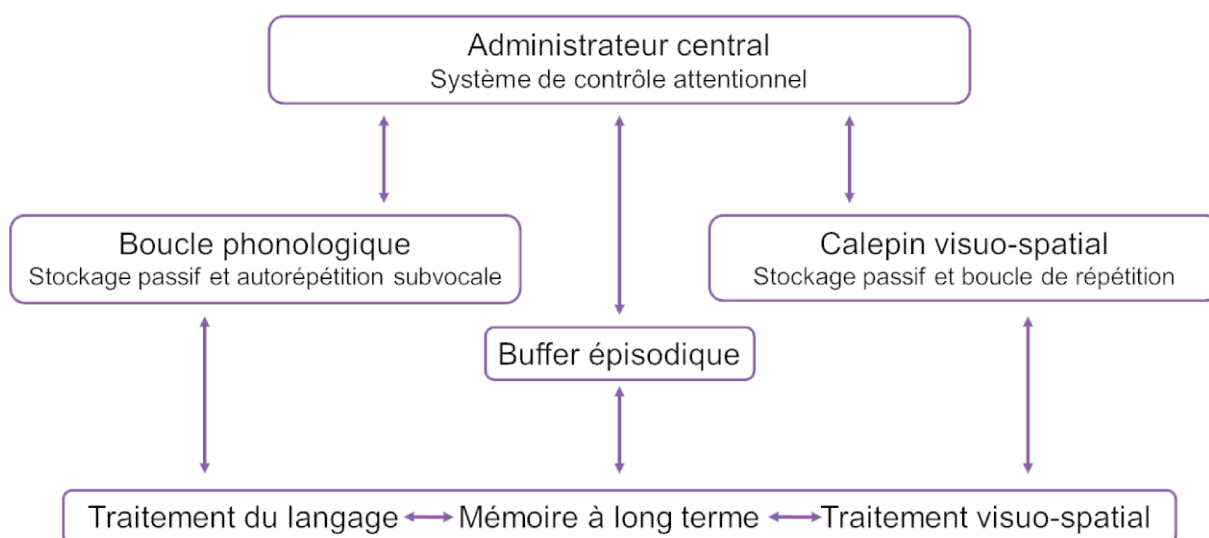 Administrateur central
Système de contrôle attentionnel
Boucle phonologique
Stockage passif et autorépétition subvocale
Calepin visuo-spatial
Stockage passif et boucle de répétition
Buffer épisodique
Traitement du langage Mémoire à long terme Traitement visuo-spatial